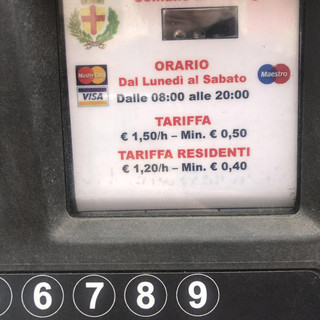 ORARIO
MasterCard
Dal Lunedì al Sabato
Maestro
VISA
Dalle 08:00 alle 20:00
TARIFFA
€ 1,50/h – Min. € 0,50
TARIFFA RESIDENTI
€ 1,20/h – Min. € 0,40
6 7 8 9